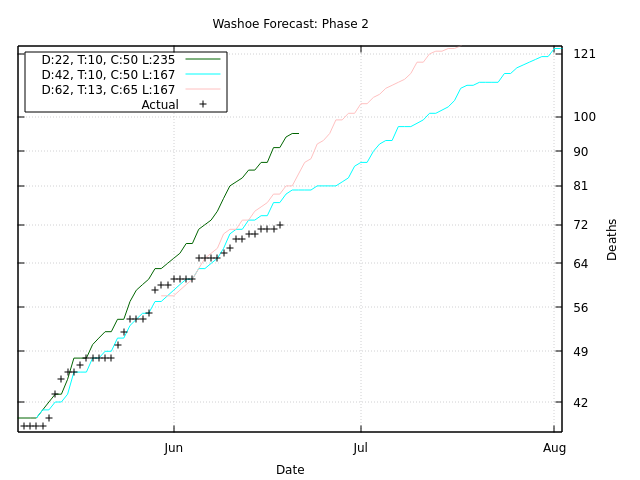 Washoe Forecast: Phase 2
D:22, T:10, C:50 L:235
D:42, T:10, C:50 L:167
D:62, T:13, C:65 L:167
Actual
121
100
90
81
72
64
56
49
42
Deaths
Jun
Jul
Aug
Date